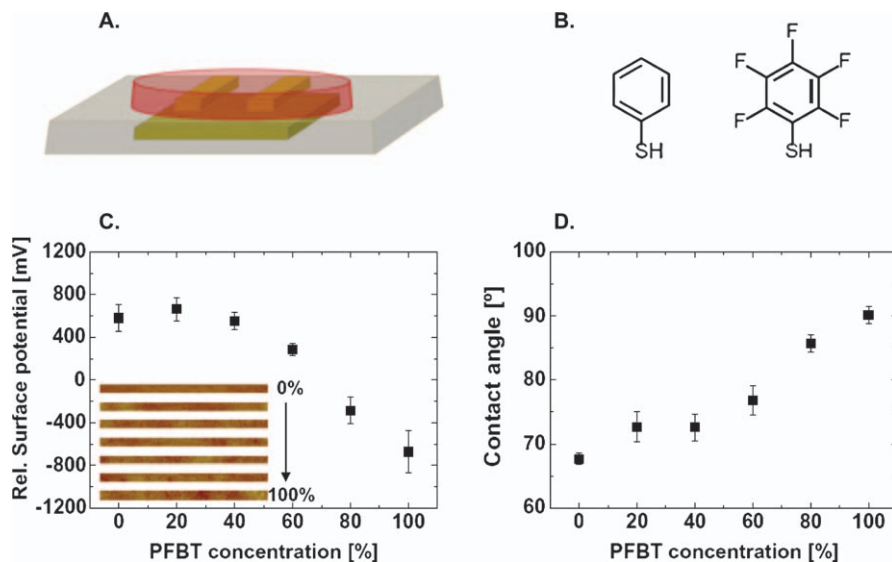 A.
B.
F
F
F
F
F
SH
SH
C.
Rel. Surface potential [mV]
1200
800
400
0
-400
-800
-1200
0%
100%
0 20 40 60 80 100
PFBT concentration [%]
D.
Contact angle [º]
100
90
80
70
60
0 20 40 60 80 100
PFBT concentration [%]